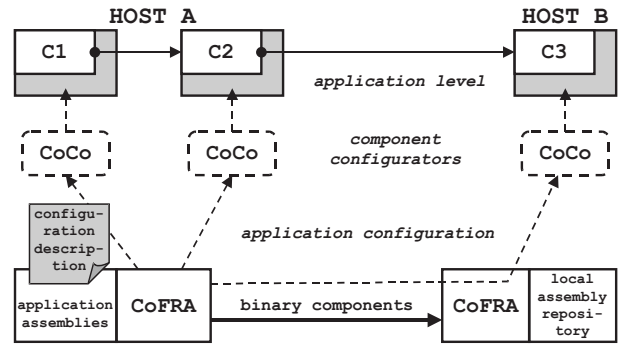 HOST A
HOST B
C1
C2
C3
application level
CoCo
CoCo
component
configurators
CoCo
configu-
ration
descrip-
tion
application configuration
application
assemblies
CoFRA
binary components
CoFRA
local
assembly
reposi-
tory